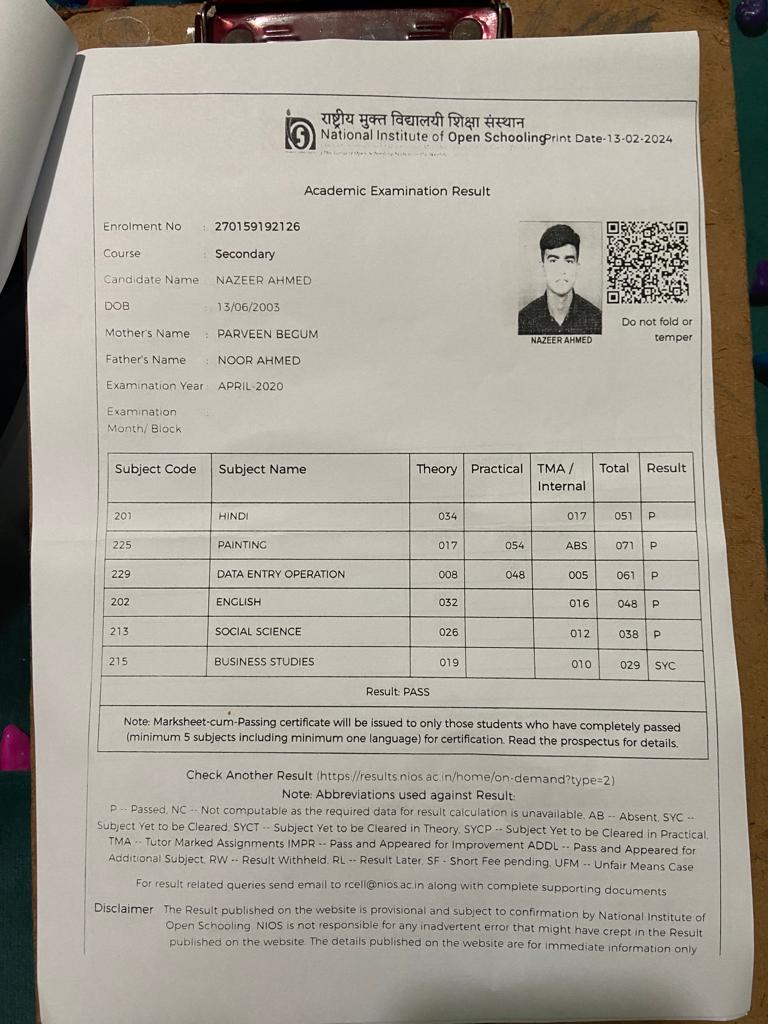 राष्ट्रीय मुक्त विद्यालयी शिक्षा संस्थान
National Institute of Open Schooling Print Date-13-02-2024
Academic Examination Result
Enrolment No : 270159192126
Course : Secondary
Candidate Name : NAZEER AHMED
DOB : 13/06/2003
Mother's Name : PARVEEN BEGUM
Father's Name : NOOR AHMED
Examination Year : APRIL-2020
Examination Month/ Block :
NAZEER AHMED
Do not fold or
temper
Subject Code Subject Name Theory Practical TMA / Internal Total Result
201 HINDI 034 017 051 P
225 PAINTING 017 054 ABS 071 P
229 DATA ENTRY OPERATION 008 048 005 061 P
202 ENGLISH 032 016 048 P
213 SOCIAL SCIENCE 026 012 038 P
215 BUSINESS STUDIES 019 010 029 SYC
Result: PASS
Note: Marksheet-cum-Passing certificate will be issued to only those students who have completely passed
(minimum 5 subjects including minimum one language) for certification. Read the prospectus for details.
Check Another Result (https://results.nios.ac.in/home/on-demand?type=2)
Note: Abbreviations used against Result:
P -- Passed, NC -- Not computable as the required data for result calculation is unavailable, AB -- Absent, SYC --
Subject Yet to be Cleared, SYCT -- Subject Yet to be Cleared in Theory, SYCP -- Subject Yet to be Cleared in Practical,
TMA -- Tutor Marked Assignments IMPR -- Pass and Appeared for Improvement ADDL -- Pass and Appeared for
Additional Subject, RW -- Result Withheld, RL -- Result Later, SF - Short Fee pending, UFM -- Unfair Means Case
For result related queries send email to rcell@nios.ac.in along with complete supporting documents
Disclaimer The Result published on the website is provisional and subject to confirmation by National Institute of
Open Schooling. NIOS is not responsible for any inadvertent error that might have crept in the Result
published on the website. The details published on the website are for immediate information only